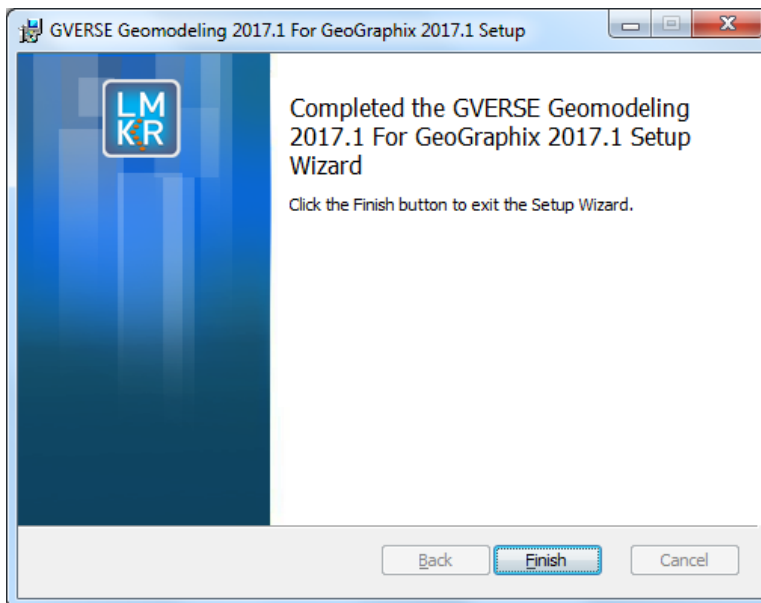 GVERSE Geomodeling 2017.1 For GeoGraphix 2017.1 Setup
LM
KR
Completed the GVERSE Geomodeling
2017.1 For GeoGraphix 2017.1 Setup
Wizard
Click the Finish button to exit the Setup Wizard.
Back
Finish
Cancel